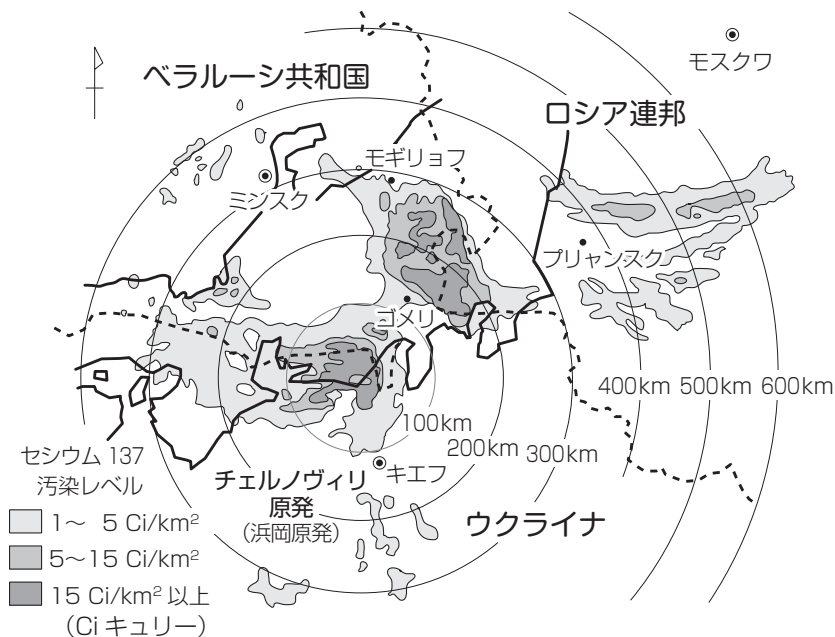 モスクワ
ベラルーシ共和国
ロシア連邦
モギリョフ
ミンスク
ブリャンスク
ゴメリ
400km 500km 600km
100km
200km 300km
セシウム 137
汚染レベル
1～ 5 Ci/km²
5～15 Ci/km²
15 Ci/km² 以上
(Ci キュリー)
チェルノヴィリ
原発
(浜岡原発)
キエフ
ウクライナ